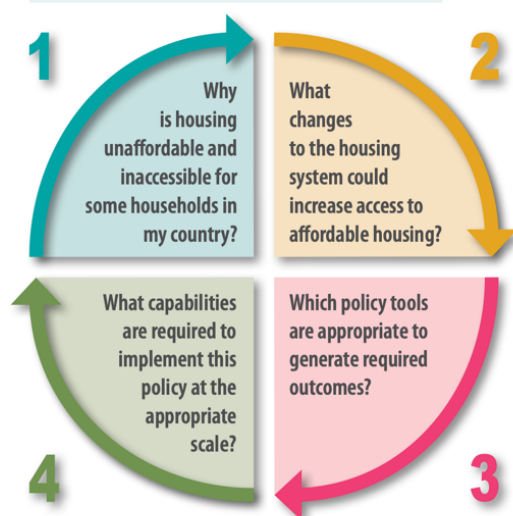 1
Why
is housing
unaffordable and
inaccessible for
some households in
my country?
2
What
changes
to the housing
system could
increase access to
affordable housing?
3
Which policy tools
are appropriate to
generate required
outcomes?
4
What capabilities
are required to
implement this
policy at the
appropriate
scale?